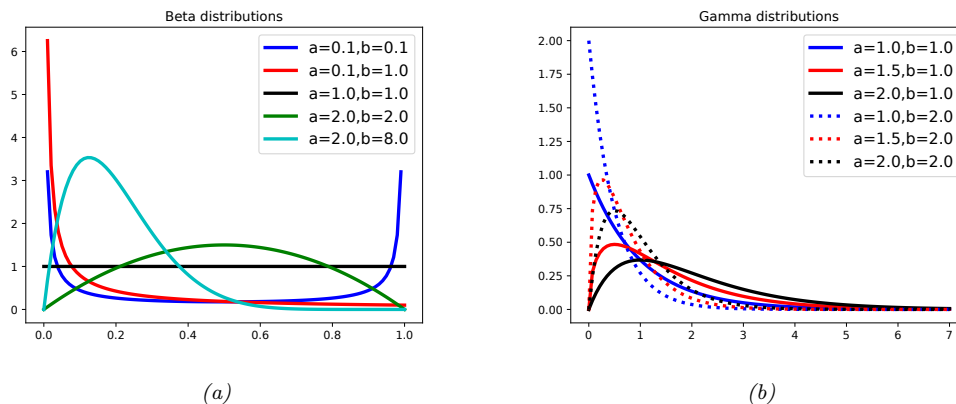 Beta distributions
6
5
4
3
2
1
0
0.0 0.2 0.4 0.6 0.8 1.0
a=0.1,b=0.1
a=0.1,b=1.0
a=1.0,b=1.0
a=2.0,b=2.0
a=2.0,b=8.0
(a)
Gamma distributions
2.00
1.75
1.50
1.25
1.00
0.75
0.50
0.25
0.00
0 1 2 3 4 5 6 7
a=1.0,b=1.0
a=1.5,b=1.0
a=2.0,b=1.0
a=1.0,b=2.0
a=1.5,b=2.0
a=2.0,b=2.0
(b)